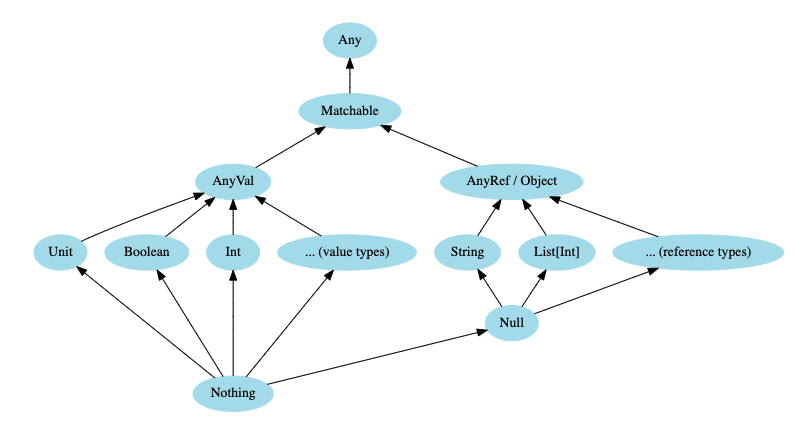 Any
Matchable
AnyVal
AnyRef / Object
Unit
Boolean
Int
... (value types)
String
List[Int]
... (reference types)
Null
Nothing